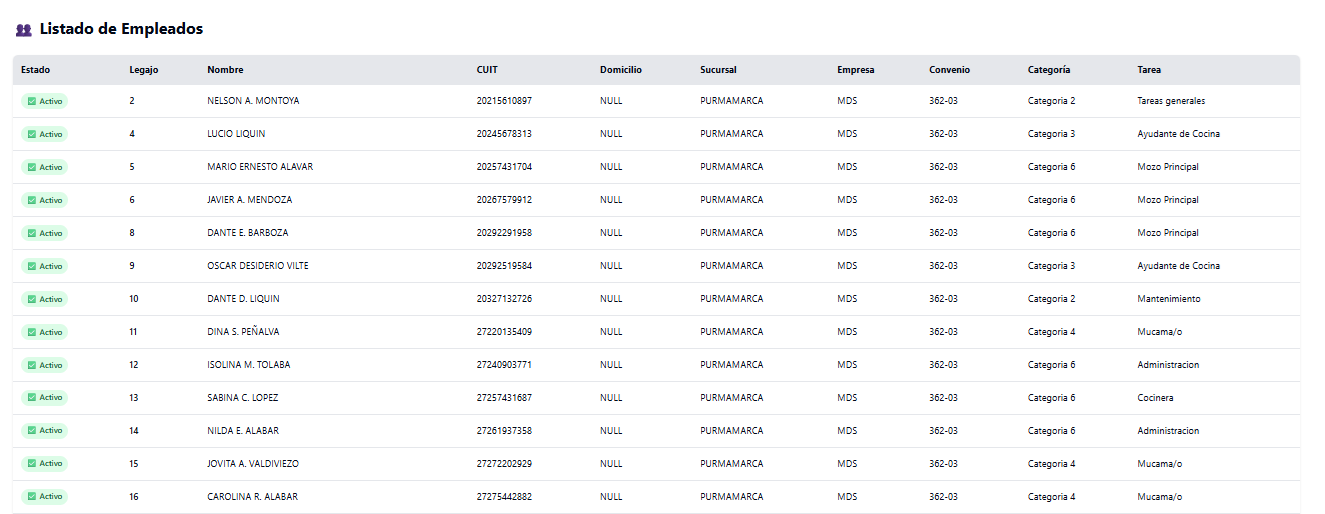 Listado de Empleados
Estado Legajo Nombre CUIT Domicilio Sucursal Empresa Convenio Categoría Tarea
Activo 2 NELSON A. MONTOYA 20215610897 NULL PURMAMARCA MDS 362-03 Categoria 2 Tareas generales
Activo 4 LUCIO LIQUIN 20245678313 NULL PURMAMARCA MDS 362-03 Categoria 3 Ayudante de Cocina
Activo 5 MARIO ERNESTO ALAVAR 20257431704 NULL PURMAMARCA MDS 362-03 Categoria 6 Mozo Principal
Activo 6 JAVIER A. MENDOZA 20267579912 NULL PURMAMARCA MDS 362-03 Categoria 6 Mozo Principal
Activo 8 DANTE E. BARBOZA 20292291958 NULL PURMAMARCA MDS 362-03 Categoria 6 Mozo Principal
Activo 9 OSCAR DESIDERIO VILTE 20292519584 NULL PURMAMARCA MDS 362-03 Categoria 3 Ayudante de Cocina
Activo 10 DANTE D. LIQUIN 20327132726 NULL PURMAMARCA MDS 362-03 Categoria 2 Mantenimiento
Activo 11 DINA S. PEÑALVA 27220135409 NULL PURMAMARCA MDS 362-03 Categoria 4 Mucama/o
Activo 12 ISOLINA M. TOLABA 27240903771 NULL PURMAMARCA MDS 362-03 Categoria 6 Administracion
Activo 13 SABINA C. LOPEZ 27257431687 NULL PURMAMARCA MDS 362-03 Categoria 6 Cocinera
Activo 14 NILDA E. ALABAR 27261937358 NULL PURMAMARCA MDS 362-03 Categoria 6 Administracion
Activo 15 JOVITA A. VALDIVIEZO 27272202929 NULL PURMAMARCA MDS 362-03 Categoria 4 Mucama/o
Activo 16 CAROLINA R. ALABAR 27275442882 NULL PURMAMARCA MDS 362-03 Categoria 4 Mucama/o